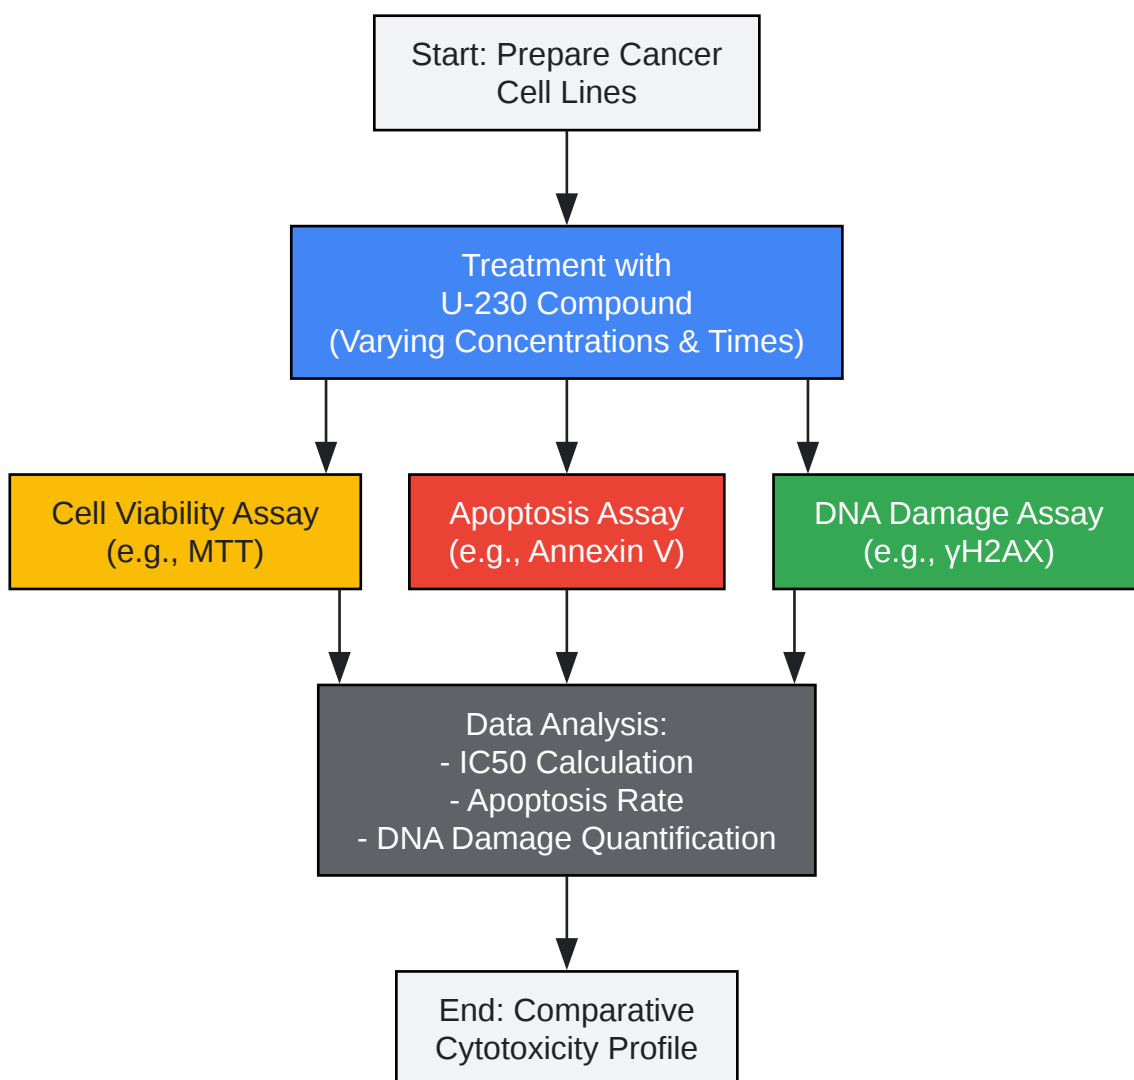 Start: Prepare Cancer
Cell Lines
Treatment with
U-230 Compound
(Varying Concentrations & Times)
Cell Viability Assay
(e.g., MTT)
Apoptosis Assay
(e.g., Annexin V)
DNA Damage Assay
(e.g., γH2AX)
Data Analysis:
- IC50 Calculation
- Apoptosis Rate
- DNA Damage Quantification
End: Comparative
Cytotoxicity Profile